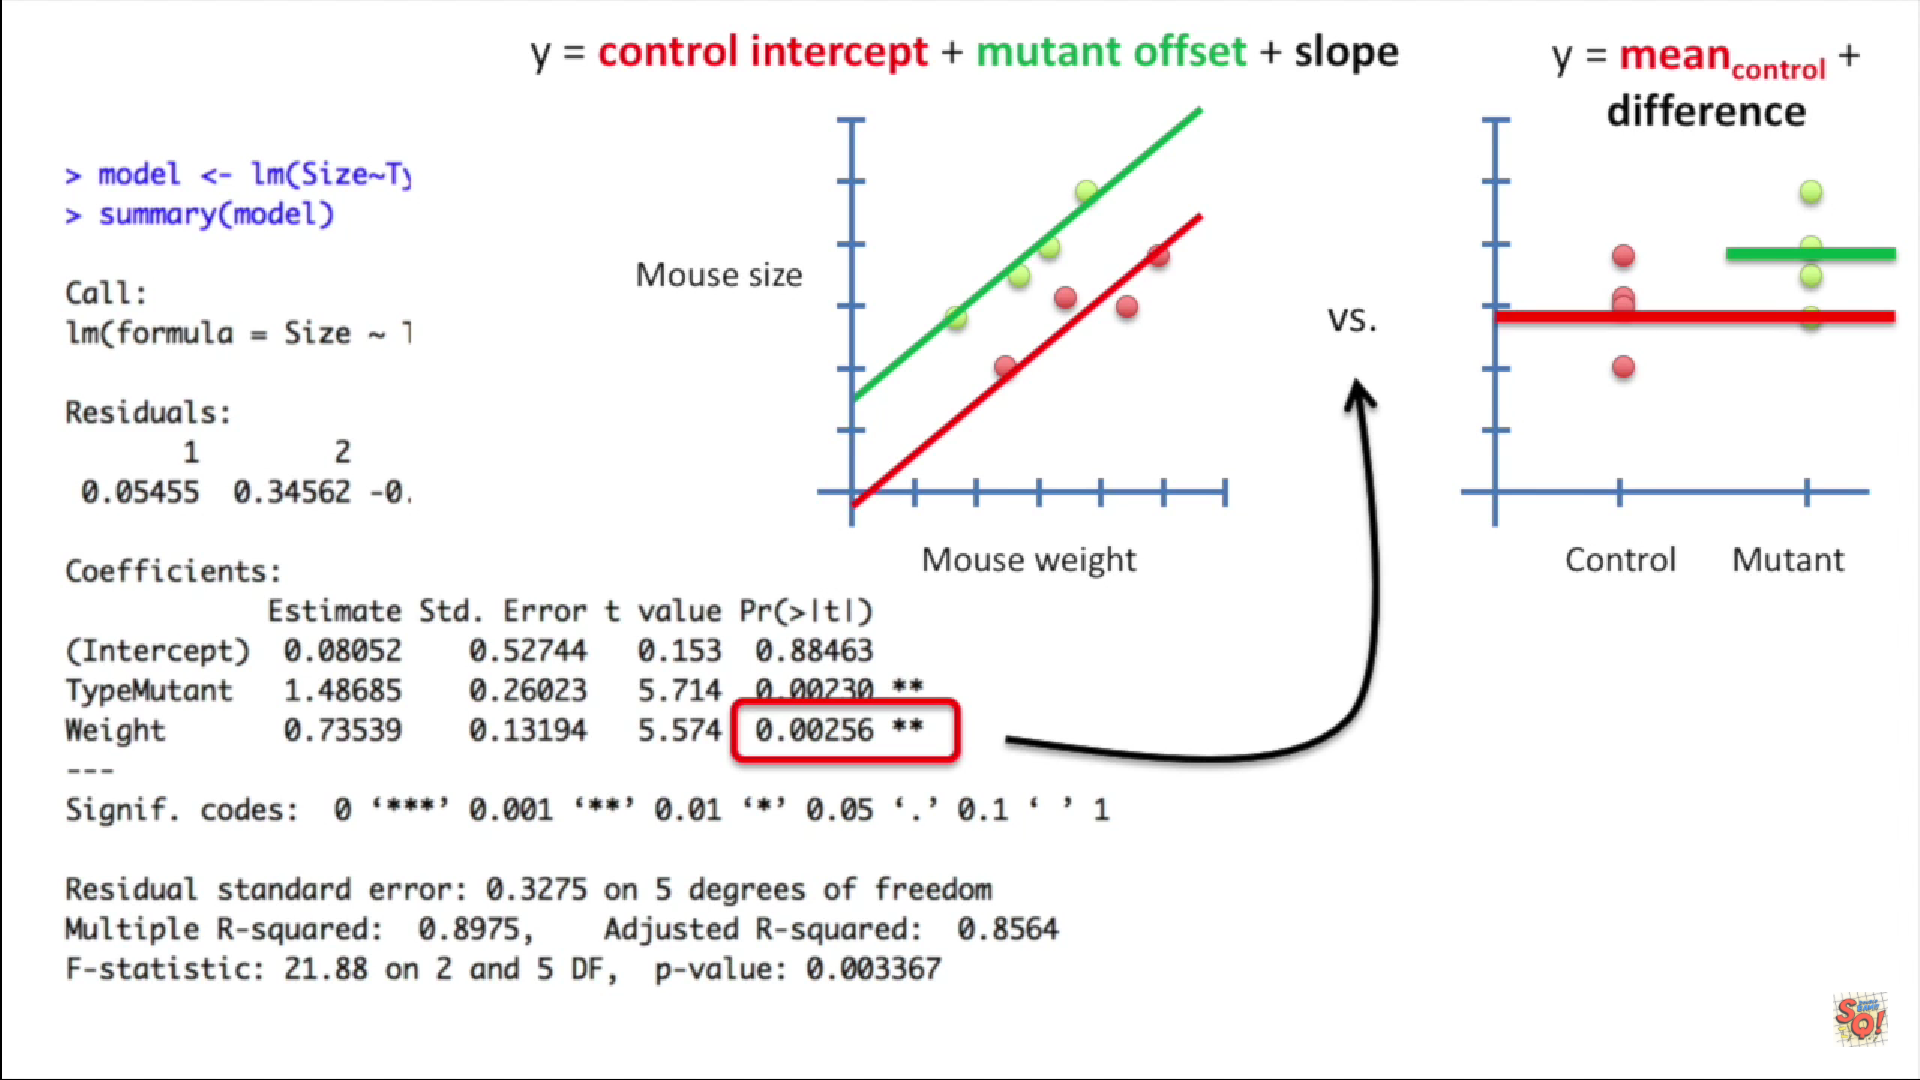 y = control intercept + mutant offset + slope
y = mean control +
difference
> model <- lm(Size~Ty
> summary(model)
Call:
lm(formula = Size ~ T
Residuals:
1 2
0.05455 0.34562 -0.
Mouse size
vs.
Mouse weight
Control Mutant
Coefficients:
Estimate Std. Error t value Pr(>|t|)
(Intercept) 0.08052 0.52744 0.153 0.88463
TypeMutant 1.48685 0.26023 5.714 0.00230 **
Weight 0.73539 0.13194 5.574 0.00256 **
---
Signif. codes: 0 ‘***’ 0.001 ‘**’ 0.01 ‘*’ 0.05 ‘.’ 0.1 ‘ ’ 1
Residual standard error: 0.3275 on 5 degrees of freedom
Multiple R-squared: 0.8975, Adjusted R-squared: 0.8564
F-statistic: 21.88 on 2 and 5 DF, p-value: 0.003367
SQ!